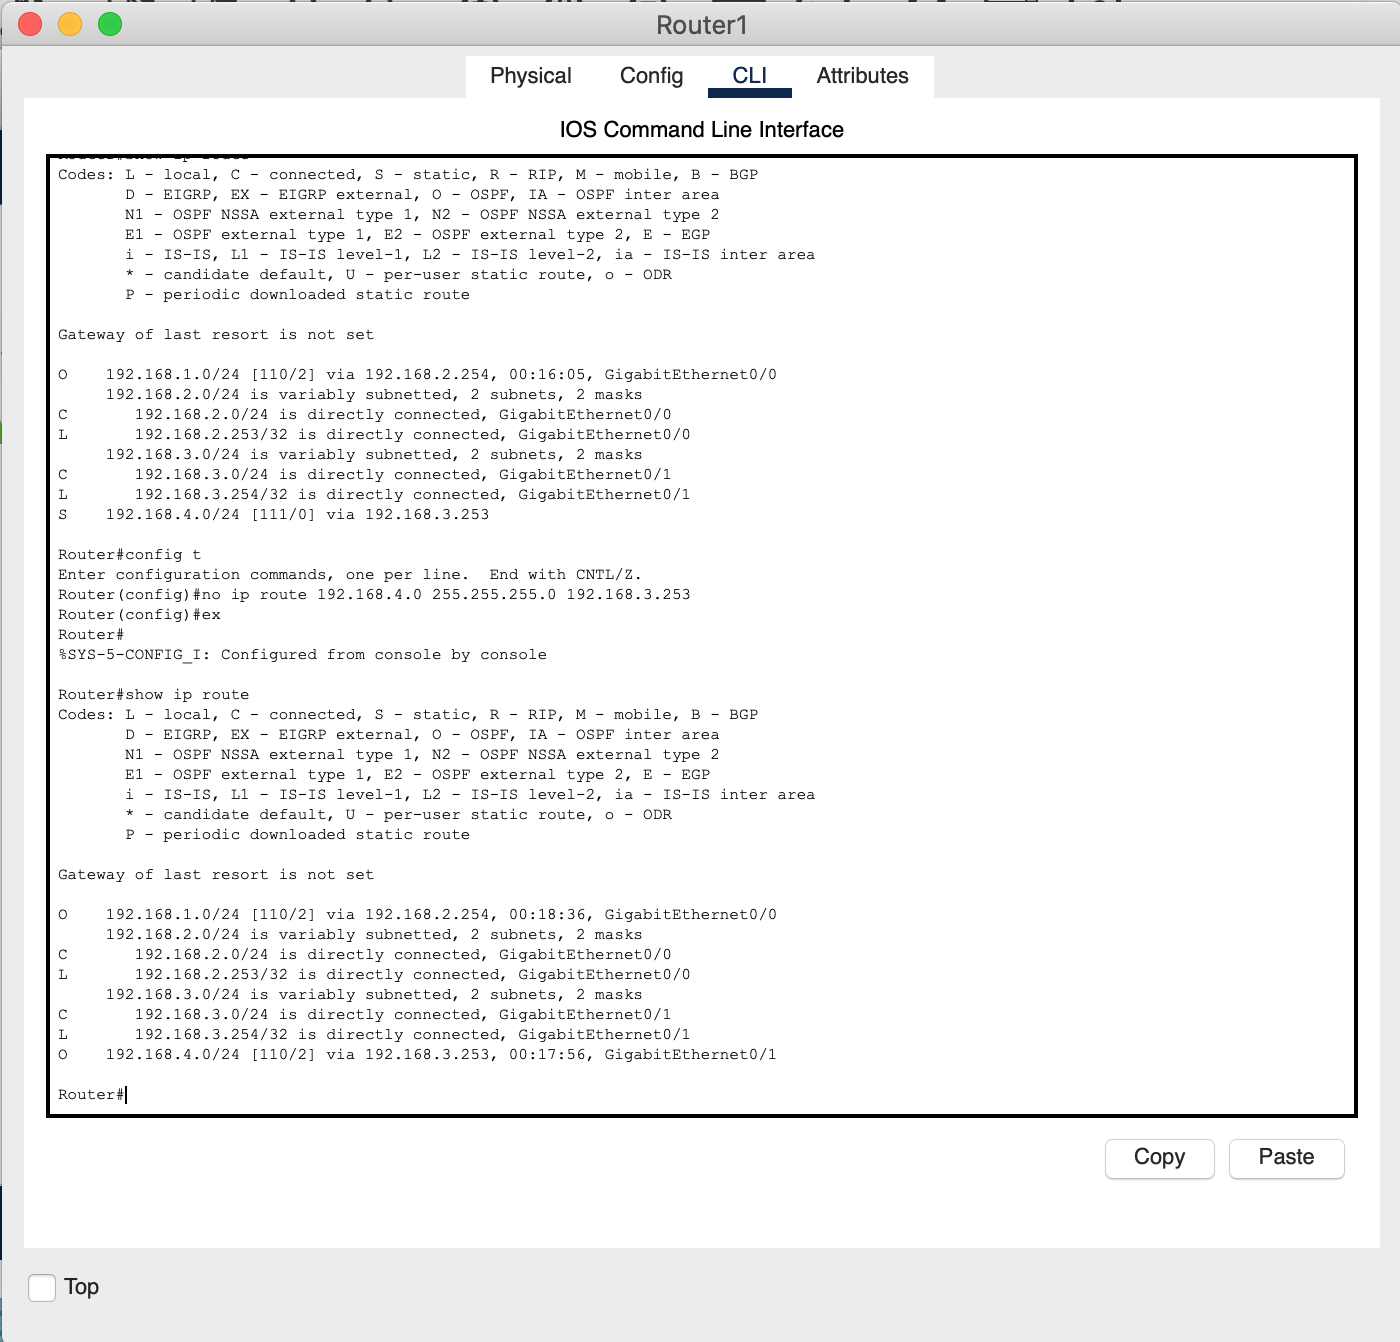 Router1
Physical Config CLI Attributes
IOS Command Line Interface
Router#show ip route
Codes: L - local, C - connected, S - static, R - RIP, M - mobile, B - BGP
       D - EIGRP, EX - EIGRP external, O - OSPF, IA - OSPF inter area
       N1 - OSPF NSSA external type 1, N2 - OSPF NSSA external type 2
       E1 - OSPF external type 1, E2 - OSPF external type 2, E - EGP
       i - IS-IS, L1 - IS-IS level-1, L2 - IS-IS level-2, ia - IS-IS inter area
       * - candidate default, U - per-user static route, o - ODR
       P - periodic downloaded static route
Gateway of last resort is not set
O    192.168.1.0/24 [110/2] via 192.168.2.254, 00:16:05, GigabitEthernet0/0
     192.168.2.0/24 is variably subnetted, 2 subnets, 2 masks
C       192.168.2.0/24 is directly connected, GigabitEthernet0/0
L       192.168.2.253/32 is directly connected, GigabitEthernet0/0
     192.168.3.0/24 is variably subnetted, 2 subnets, 2 masks
C       192.168.3.0/24 is directly connected, GigabitEthernet0/1
L       192.168.3.254/32 is directly connected, GigabitEthernet0/1
S    192.168.4.0/24 [111/0] via 192.168.3.253
Router#config t
Enter configuration commands, one per line.  End with CNTL/Z.
Router(config)#no ip route 192.168.4.0 255.255.255.0 192.168.3.253
Router(config)#ex
Router#
%SYS-5-CONFIG_I: Configured from console by console
Router#show ip route
Codes: L - local, C - connected, S - static, R - RIP, M - mobile, B - BGP
       D - EIGRP, EX - EIGRP external, O - OSPF, IA - OSPF inter area
       N1 - OSPF NSSA external type 1, N2 - OSPF NSSA external type 2
       E1 - OSPF external type 1, E2 - OSPF external type 2, E - EGP
       i - IS-IS, L1 - IS-IS level-1, L2 - IS-IS level-2, ia - IS-IS inter area
       * - candidate default, U - per-user static route, o - ODR
       P - periodic downloaded static route
Gateway of last resort is not set
O    192.168.1.0/24 [110/2] via 192.168.2.254, 00:18:36, GigabitEthernet0/0
     192.168.2.0/24 is variably subnetted, 2 subnets, 2 masks
C       192.168.2.0/24 is directly connected, GigabitEthernet0/0
L       192.168.2.253/32 is directly connected, GigabitEthernet0/0
     192.168.3.0/24 is variably subnetted, 2 subnets, 2 masks
C       192.168.3.0/24 is directly connected, GigabitEthernet0/1
L       192.168.3.254/32 is directly connected, GigabitEthernet0/1
O    192.168.4.0/24 [110/2] via 192.168.3.253, 00:17:56, GigabitEthernet0/1
Router#
Copy Paste
Top